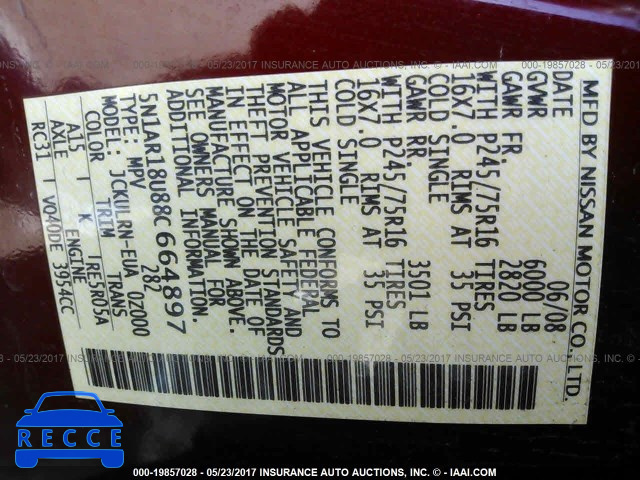 000-19857028 - 05/23/2017 INSURANCE AUTO AUCTIONS, INC. - © - IAAI.COM
MFD BY NISSAN MOTOR CO.,LTD.
DATE 06/08
GVWR 6000 LB
GAWR FR. 2820 LB
WITH P245/75R16 TIRES
16X7.0 RIMS AT 35 PSI
COLD SINGLE
GAWR RR. 3501 LB
WITH P245/75R16 TIRES
16X7.0 RIMS AT 35 PSI
COLD SINGLE
THIS VEHICLE CONFORMS TO
ALL APPLICABLE FEDERAL
MOTOR VEHICLE SAFETY AND
THEFT PREVENTION STANDARDS
IN EFFECT ON THE DATE OF
MANUFACTURE SHOWN ABOVE.
SEE OWNERS MANUAL FOR
ADDITIONAL INFORMATION.
5N1AR18U88C664897
TYPE: MPV 282
MODEL: JCKULRN-EUA 02000
COLOR TRIM TRANS
A15 K RE5R05A
AXLE ENGINE
RC31 VQ40DE 3954CC
RECCE
000-19857028 - 05/23/2017 INSURANCE AUTO AUCTIONS, INC. - © - IAAI.COM